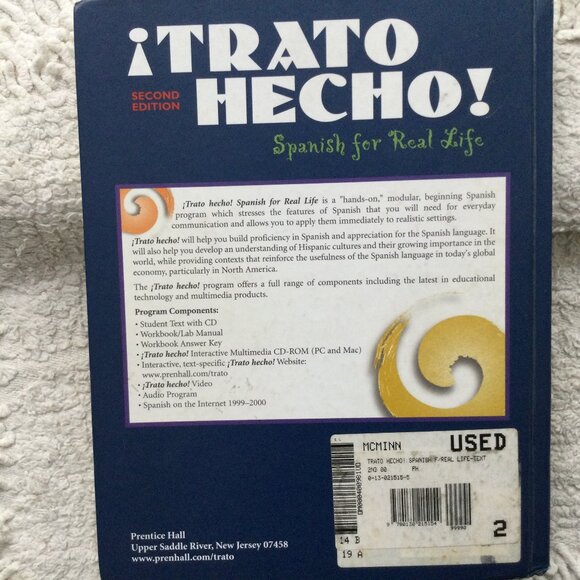 ¡TRATO
SECOND
EDITION
HECHO!
Spanish for Real Life
¡Trato hecho! Spanish for Real Life is a "hands-on," modular, beginning Spanish
program which stresses the features of Spanish that you will need for everyday
communication and allows you to apply them immediately to realistic settings.
¡Trato hecho! will help you build proficiency in Spanish and appreciation for the Spanish language. It
will also help you develop an understanding of Hispanic cultures and their growing importance in the
world, while providing contexts that reinforce the usefulness of the Spanish language in today's global
economy, particularly in North America.
The ¡Trato hecho! program offers a full range of components including the latest in educational
technology and multimedia products.
Program Components:
• Student Text with CD
• Workbook/Lab Manual
• Workbook Answer Key
• ¡Trato hecho! Interactive Multimedia CD-ROM (PC and Mac)
• Interactive, text-specific ¡Trato hecho! Website:
www.prenhall.com/trato
• ¡Trato hecho! Video
• Audio Program
• Spanish on the Internet 1999–2000
MCMINN USED
TRATO HECHO!:SPANISH F/REAL LIFE-TEXT
2ND 00 PH
0-13-021515-5
9 780130 215154 99990
2
14 B
19 A
Prentice Hall
Upper Saddle River, New Jersey 07458
www.prenhall.com/trato